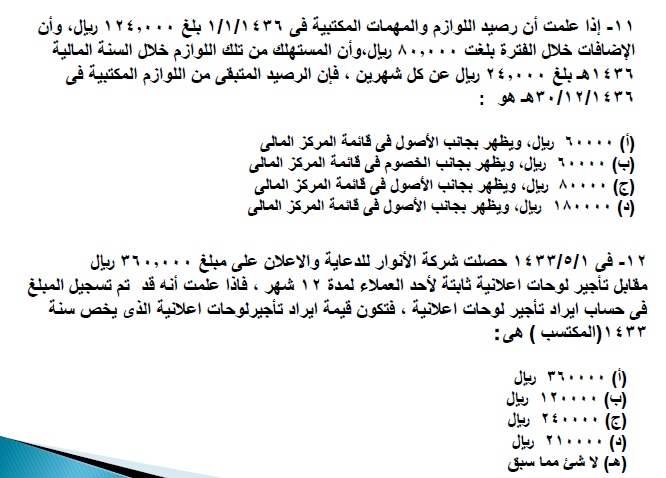 ١١- إذا علمت أن رصيد اللوازم والمهمات المكتبية فى ١/١/١٤٣٦ بلغ ١٢٤,٠٠٠ ريال، وأن
الإضافات خلال الفترة بلغت ٨٠,٠٠٠ ريال،وأن المستهلك من تلك اللوازم خلال السنة المالية
١٤٣٦هـ بلغ ٢٤,٠٠٠ ريال عن كل شهرين ، فإن الرصيد المتبقى من اللوازم المكتبية فى
٣٠/١٢/١٤٣٦هـ هو :
(أ) ٦٠٠٠٠ ريال، ويظهر بجانب الأصول فى قائمة المركز المالى
(ب) ٦٠٠٠٠ ريال، ويظهر بجانب الخصوم فى قائمة المركز المالى
(ج) ٨٠٠٠٠ ريال، ويظهر بجانب الأصول فى قائمة المركز المالى
(د) ١٨٠٠٠٠ ريال، ويظهر بجانب الأصول فى قائمة المركز المالى
١٢- فى ١٤٣٣/٥/١ حصلت شركة الأنوار للدعاية والاعلان على مبلغ ٣٦٠,٠٠٠ ريال
مقابل تأجير لوحات اعلانية ثابتة لأحد العملاء لمدة ١٢ شهر ، فاذا علمت أنه قد تم تسجيل المبلغ
فى حساب ايراد تأجير لوحات اعلانية ، فتكون قيمة ايراد تأجيرلوحات اعلانية الذى يخص سنة
١٤٣٣(المكتسب ) هى:
(أ) ٣٦٠٠٠٠ ريال
(ب) ١٢٠٠٠٠ ريال
(ج) ٢٤٠٠٠٠ ريال
(د) ٢١٠٠٠٠ ريال
(هـ) لا شئ مما سبق